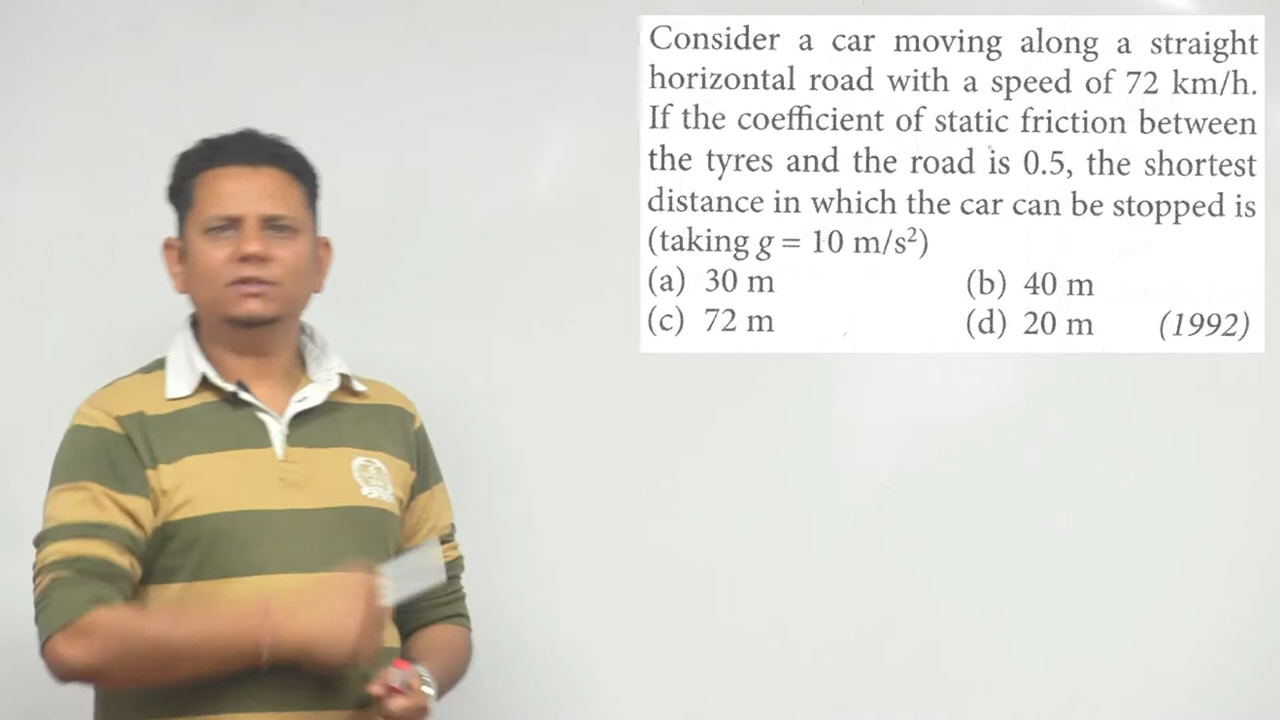 Consider a car moving along a straight
horizontal road with a speed of 72 km/h.
If the coefficient of static friction between
the tyres and the road is 0.5, the shortest
distance in which the car can be stopped is
(taking g = 10 m/s²)
(a) 30 m (b) 40 m
(c) 72 m (d) 20 m (1992)